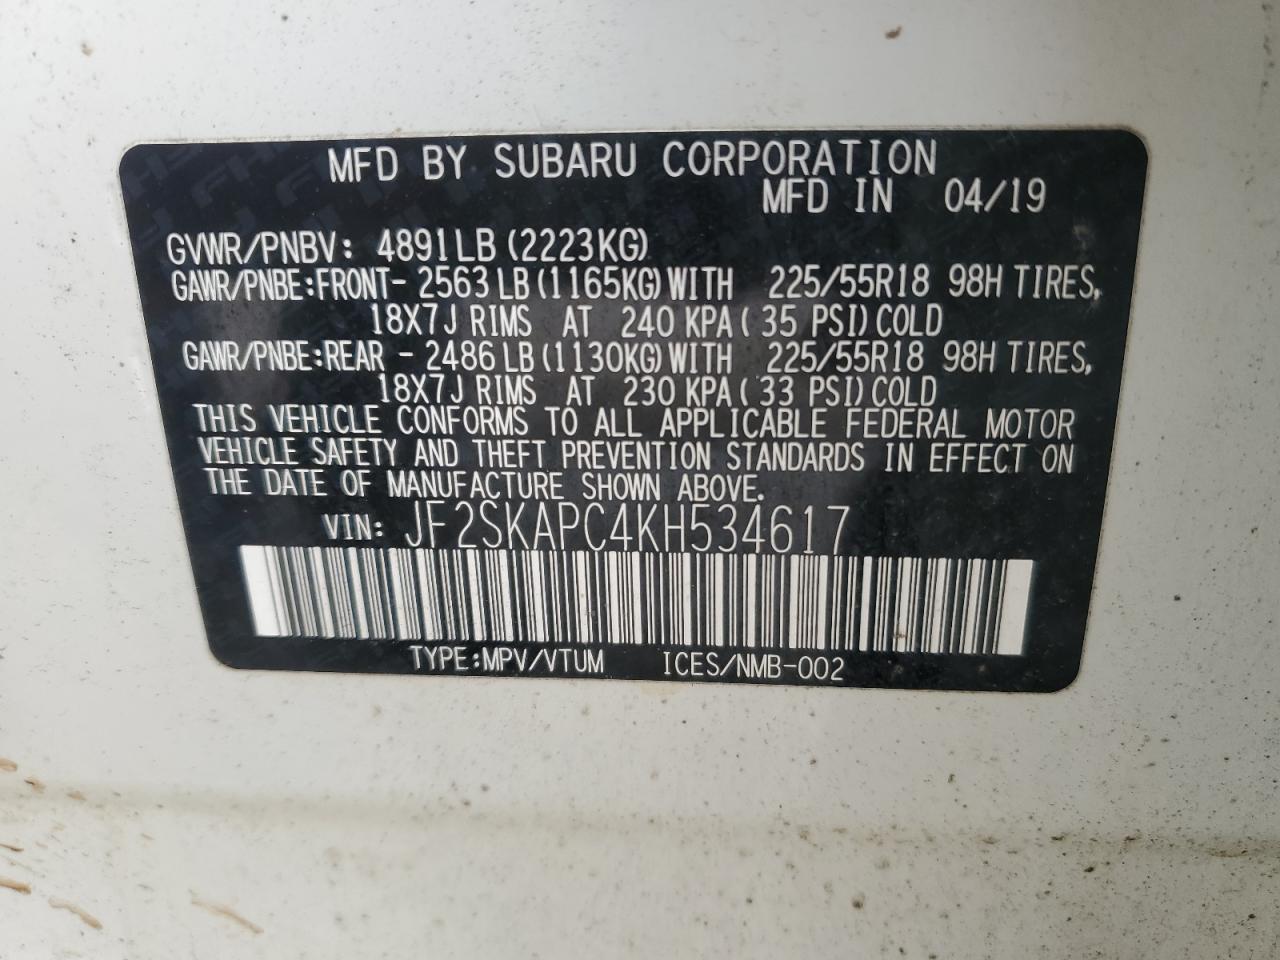 MFD BY SUBARU CORPORATION
MFD IN 04/19
GVWR/PNBV: 4891LB (2223KG)
GAWR/PNBE:FRONT- 2563 LB (1165KG) WITH 225/55R18 98H TIRES,
18X7J RIMS AT 240 KPA ( 35 PSI) COLD
GAWR/PNBE:REAR - 2486 LB (1130KG) WITH 225/55R18 98H TIRES,
18X7J RIMS AT 230 KPA ( 33 PSI) COLD
THIS VEHICLE CONFORMS TO ALL APPLICABLE FEDERAL MOTOR
VEHICLE SAFETY AND THEFT PREVENTION STANDARDS IN EFFECT ON
THE DATE OF MANUFACTURE SHOWN ABOVE.
VIN: JF2SKAPC4KH534617
TYPE:MPV/VTUM ICES/NMB-002